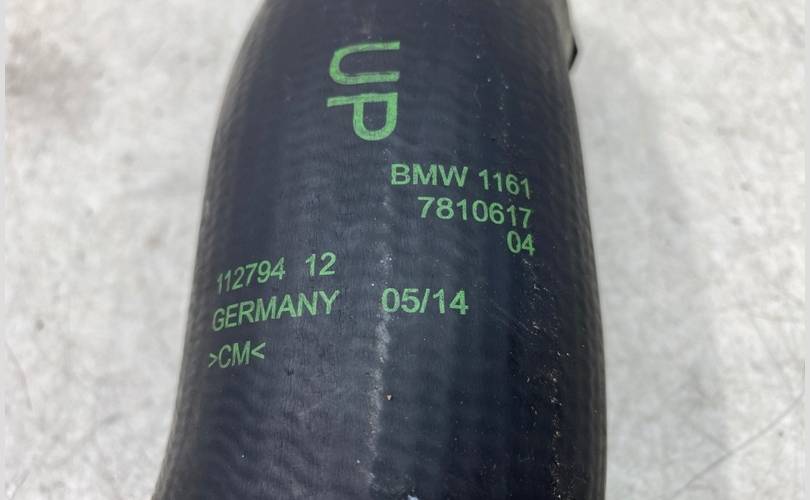 UP
BMW 1161
7810617
04
112794 12
GERMANY 05/14
>CM<